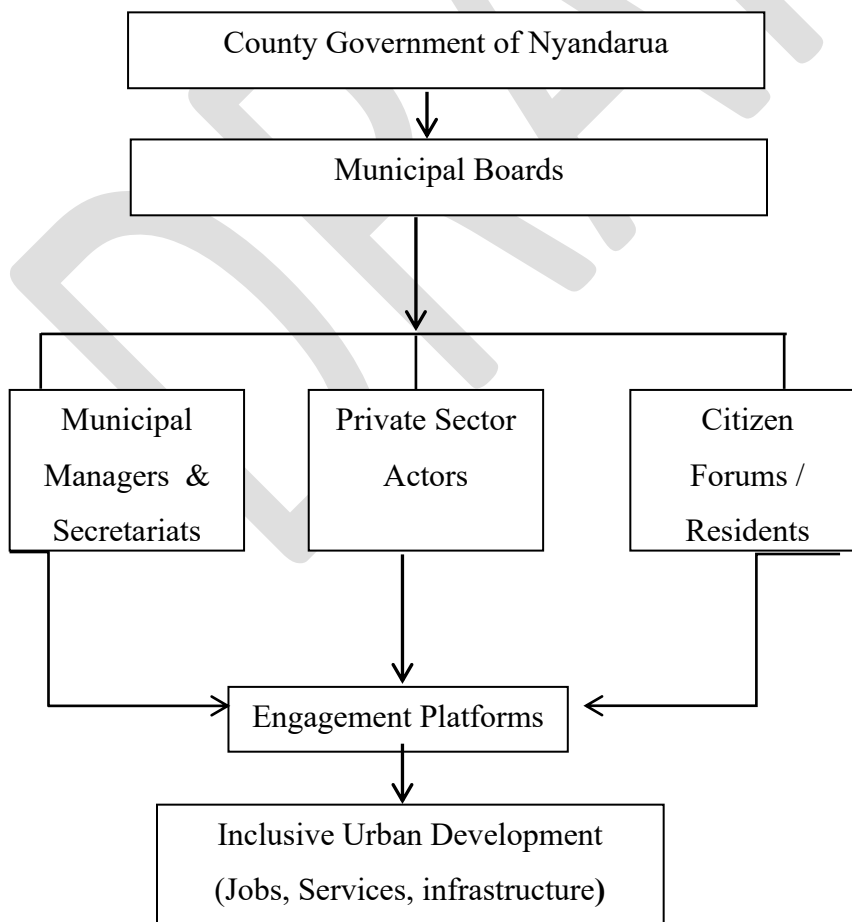 County Government of Nyandarua
Municipal Boards
Municipal
Managers &
Secretariats
Private Sector
Actors
Citizen
Forums /
Residents
Engagement Platforms
Inclusive Urban Development
(Jobs, Services, infrastructure)